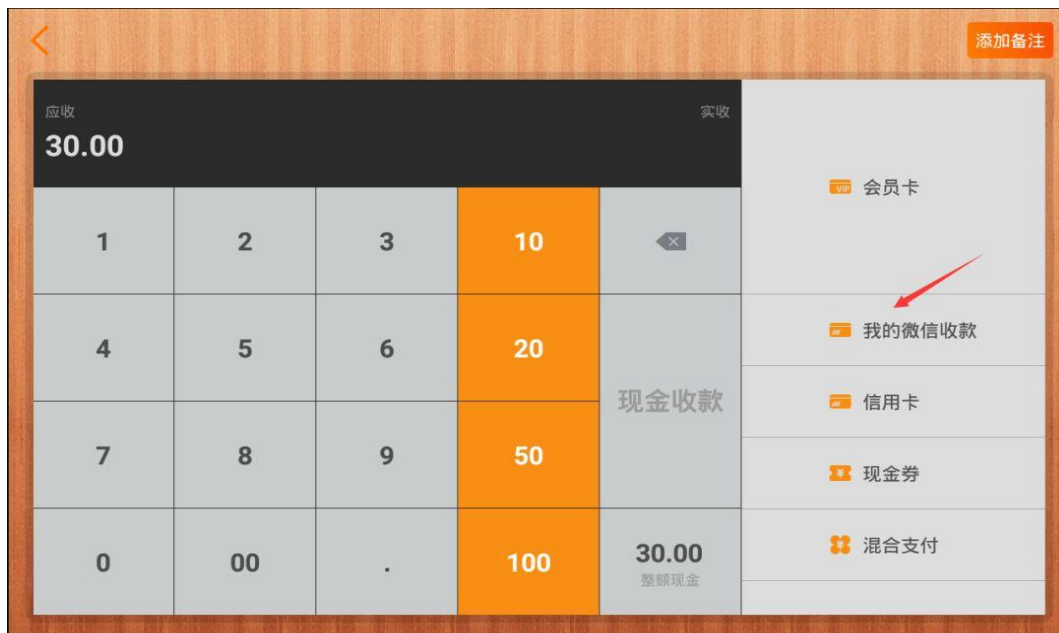 添加备注
应收
实收
30.00
VIP 会员卡
1 2 3 10
我的微信收款
4 5 6 20
现金收款
信用卡
7 8 9 50
现金券
0 00 . 100 30.00
整额现金
混合支付